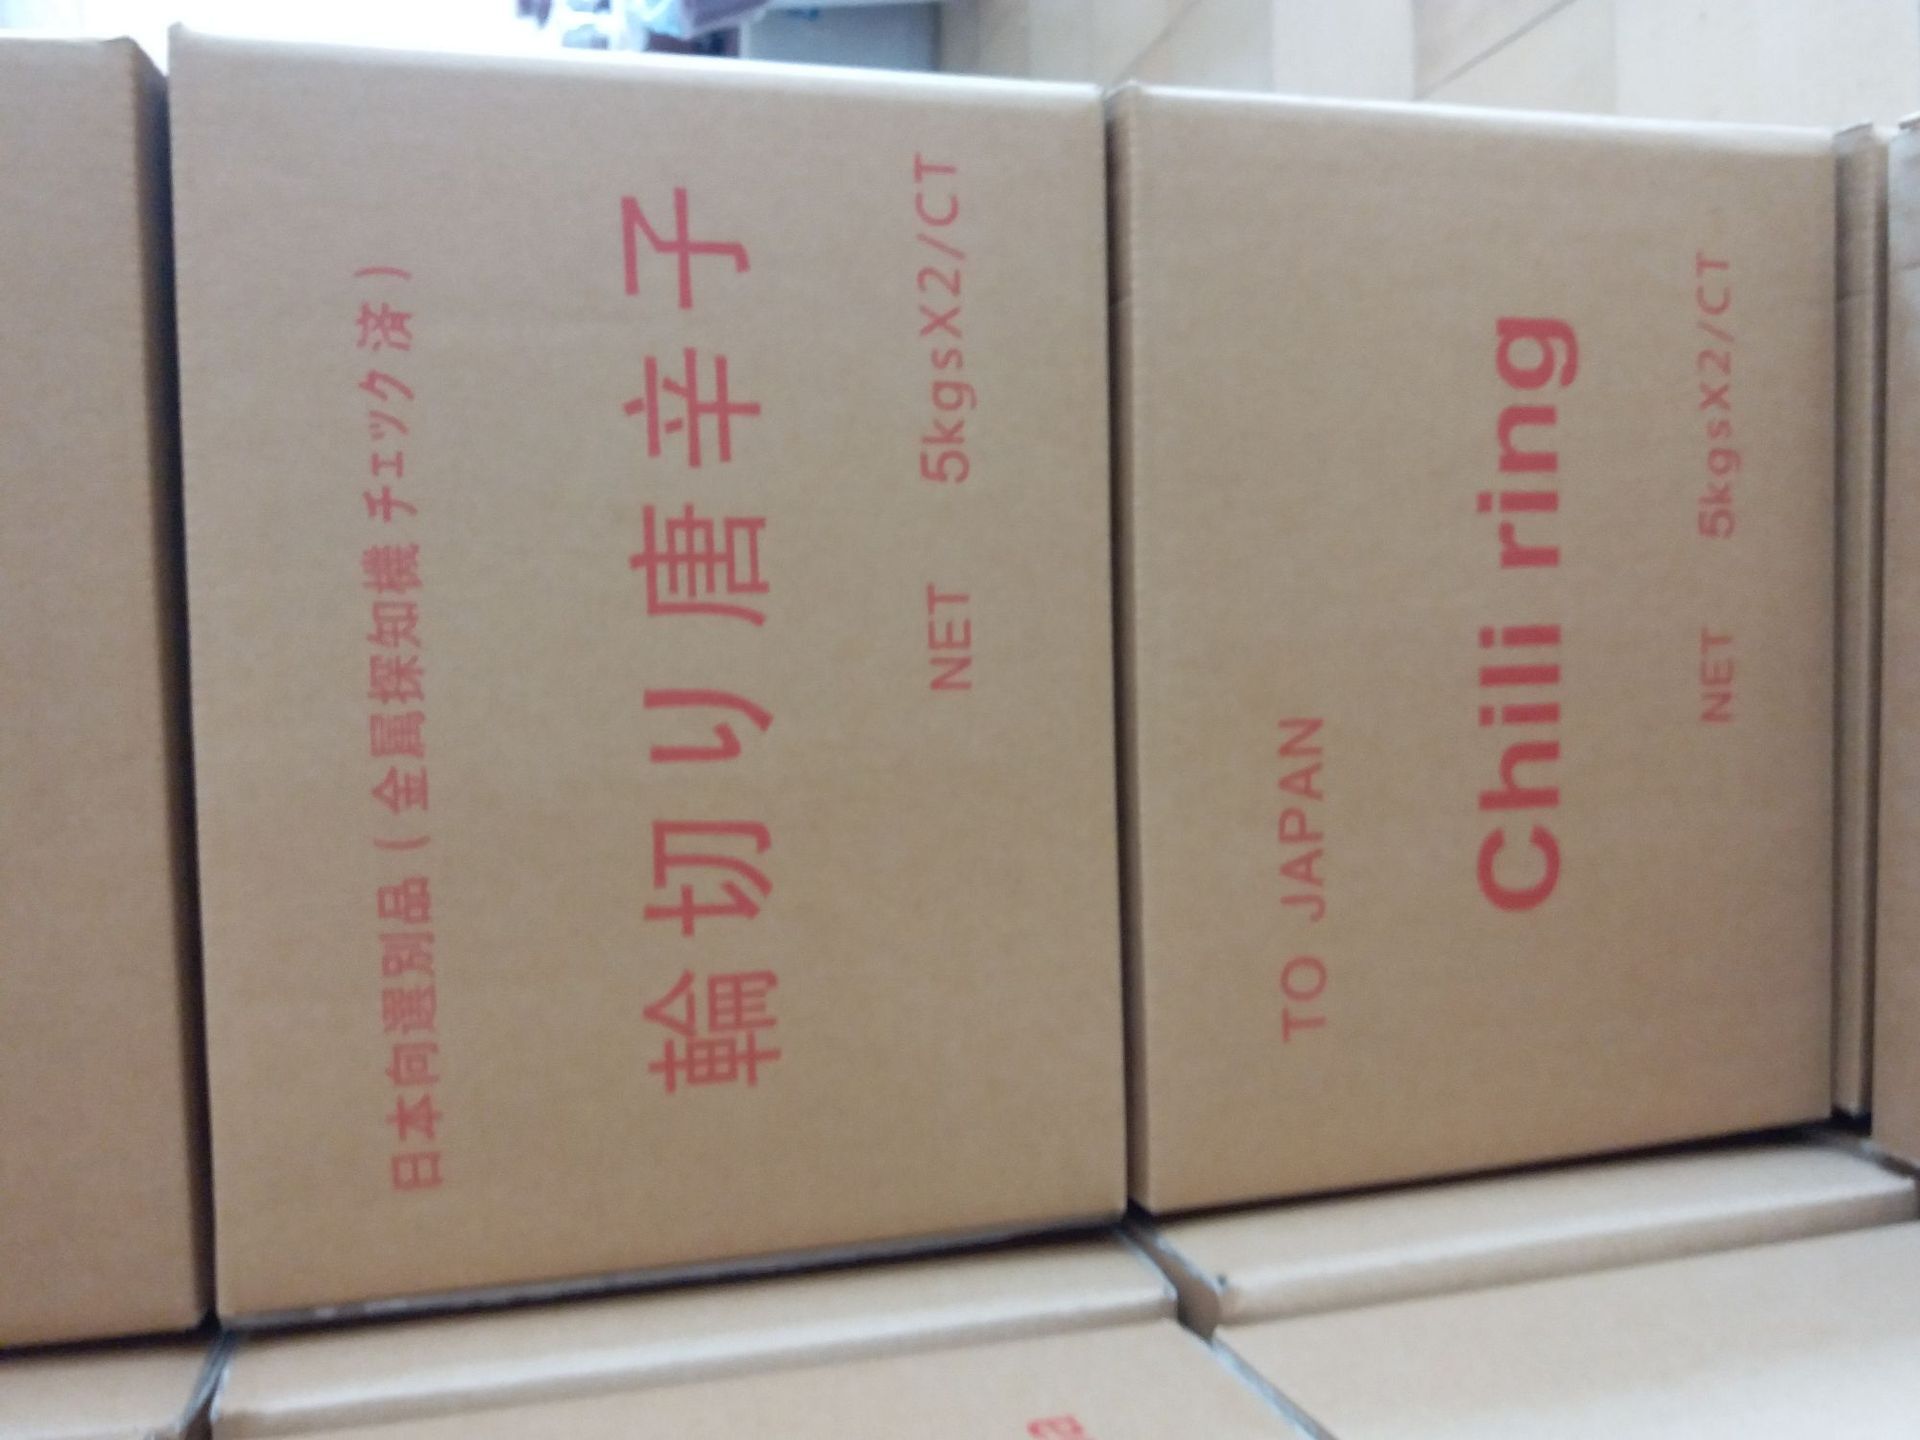 日本向選別品(金属探知機チェック済)
輪切り唐辛子
NET 5kgsX2/CT
TO JAPAN
Chili ring
NET 5kgsX2/CT